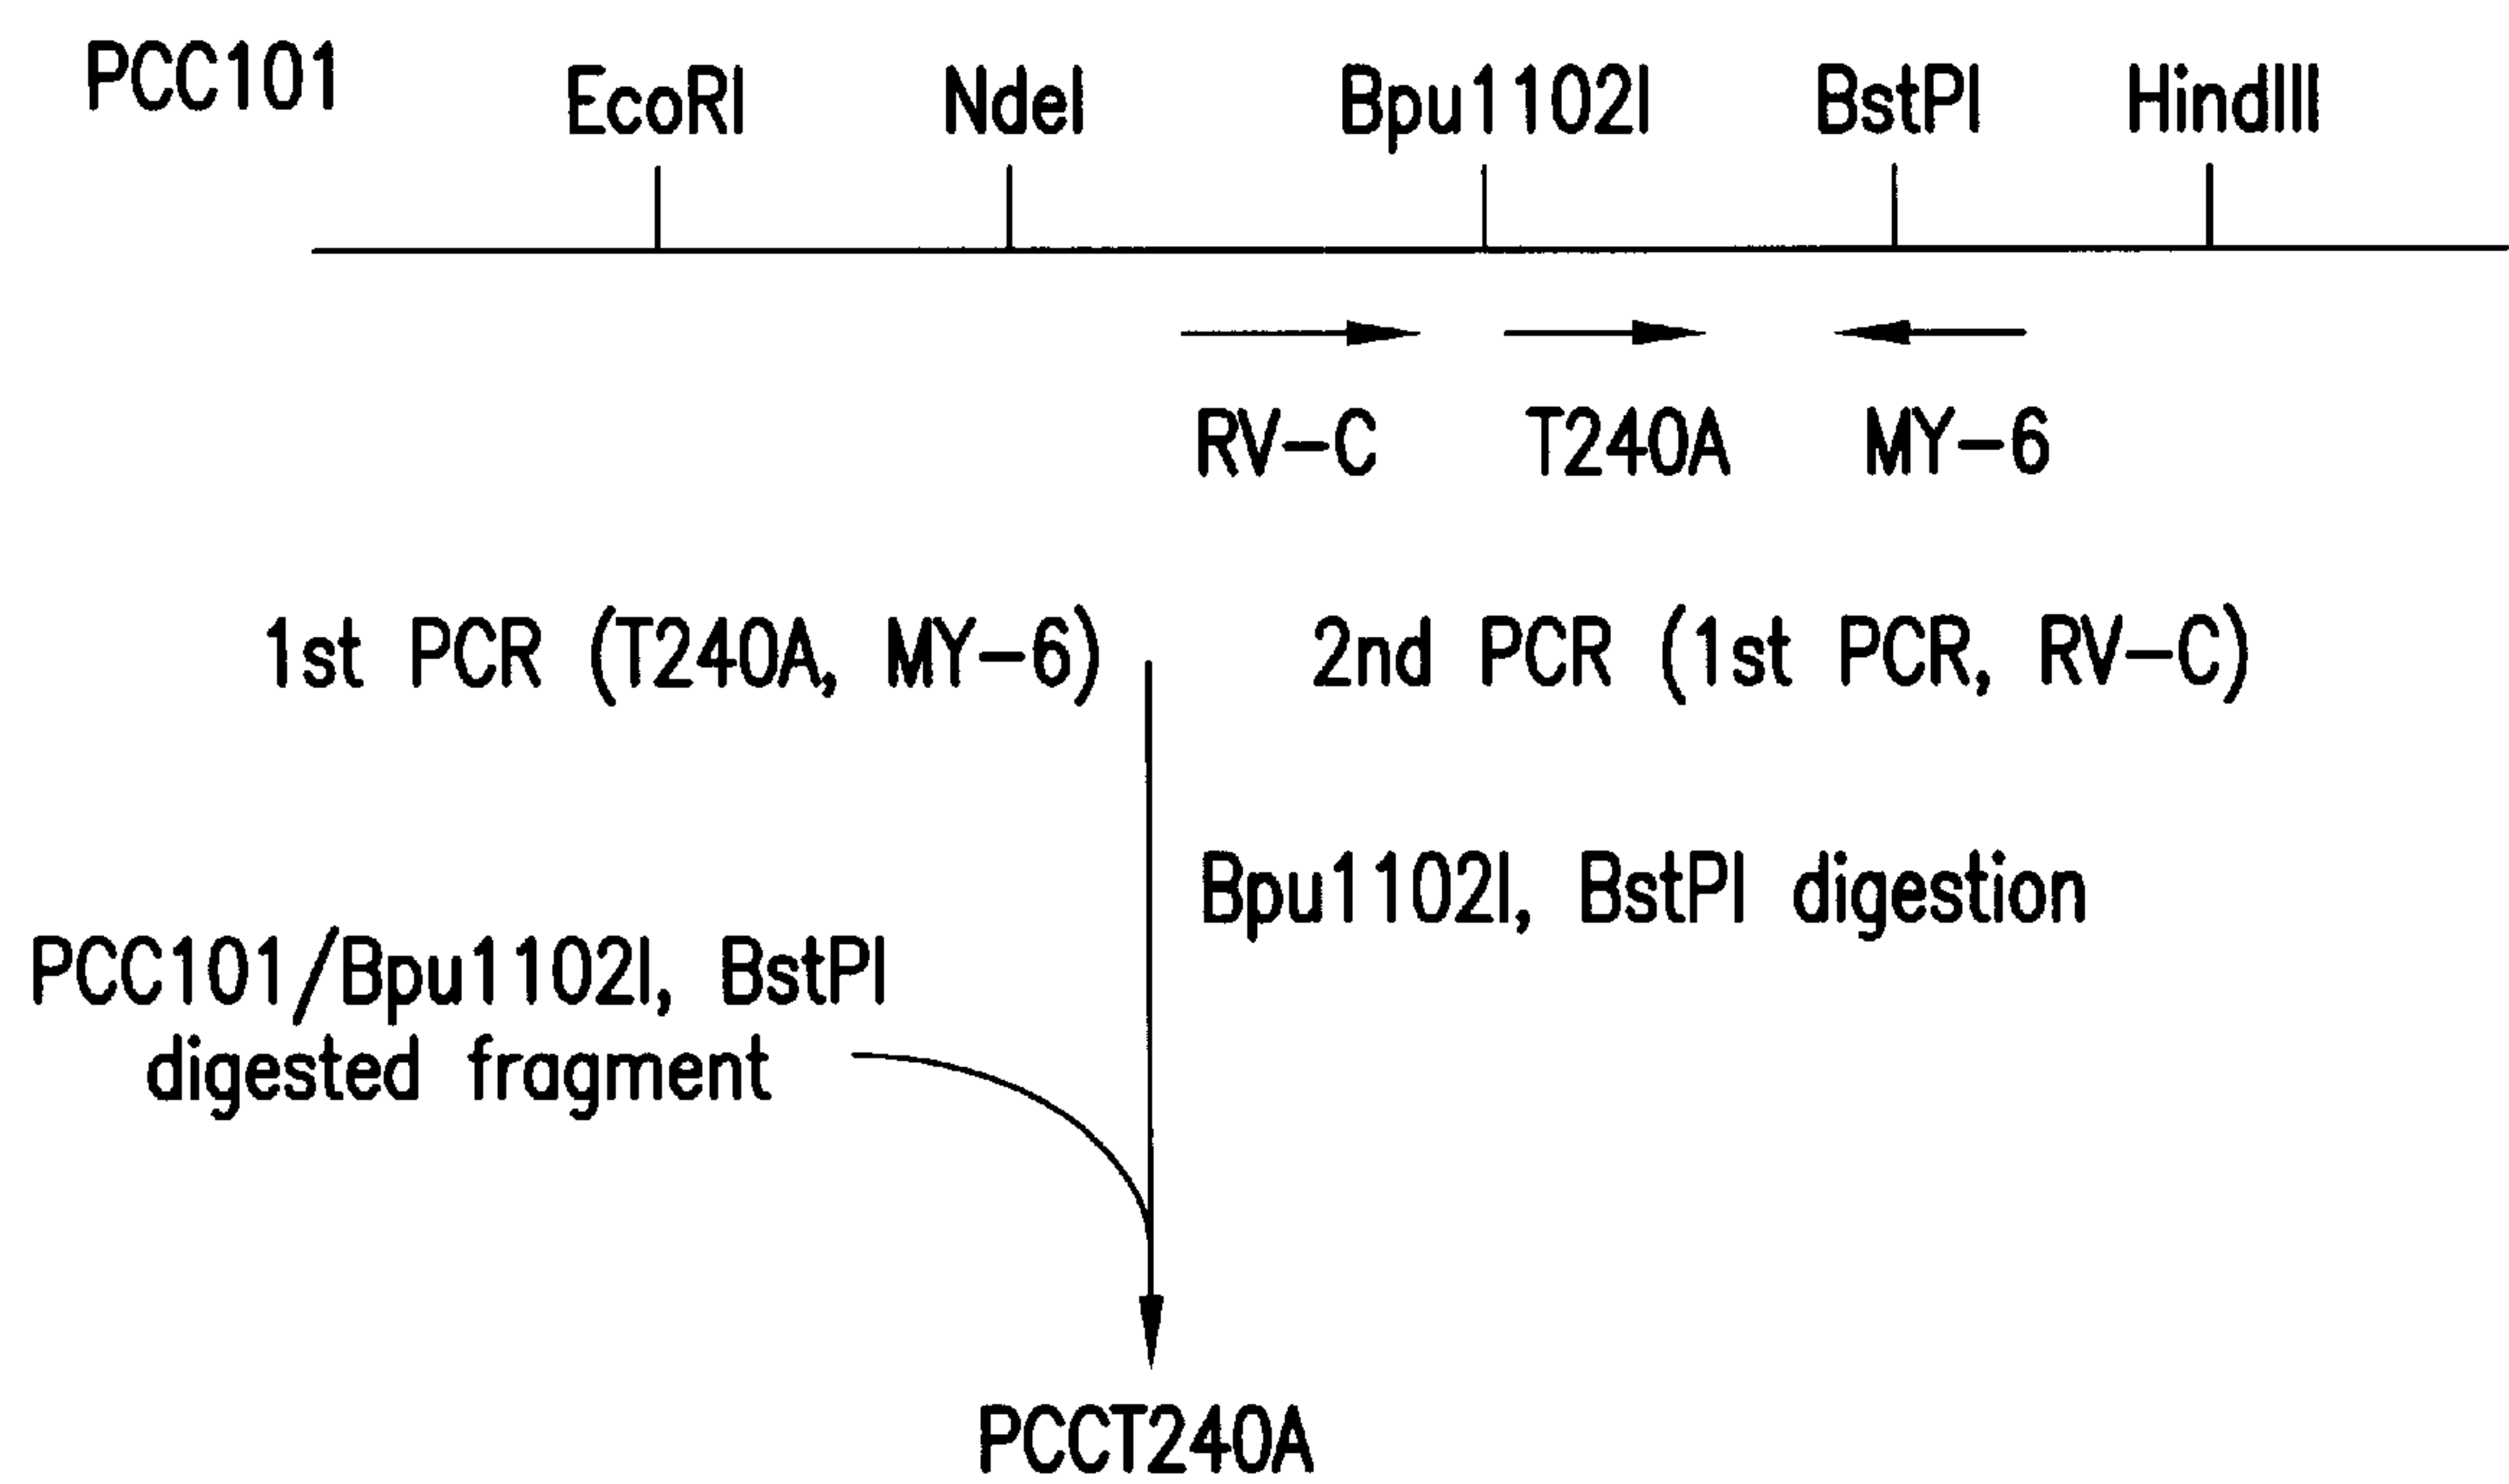 PCC101
EcoRI NdeI Bpu1102I BstPI HindIII
RV-C T240A MY-6
1st PCR (T240A, MY-6) 2nd PCR (1st PCR, RV-C)
Bpu1102I, BstPI digestion
PCC101/Bpu1102I, BstPI
digested fragment
PCCT240A